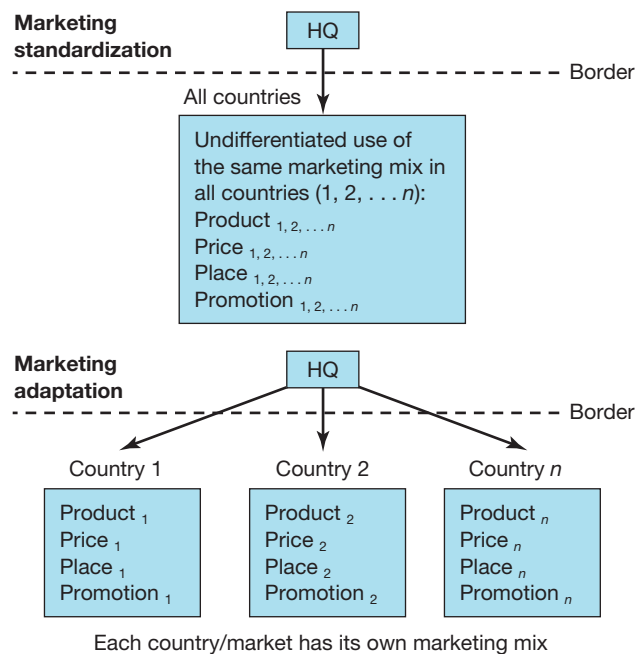 Marketing
standardization
HQ
Border
All countries
Undifferentiated use of
the same marketing mix in
all countries (1, 2, . . . n):
Product 1, 2, . . . n
Price 1, 2, . . . n
Place 1, 2, . . . n
Promotion 1, 2, . . . n
Marketing
adaptation
HQ
Border
Country 1
Country 2
Country n
Product 1
Price 1
Place 1
Promotion 1
Product 2
Price 2
Place 2
Promotion 2
Product n
Price n
Place n
Promotion n
Each country/market has its own marketing mix